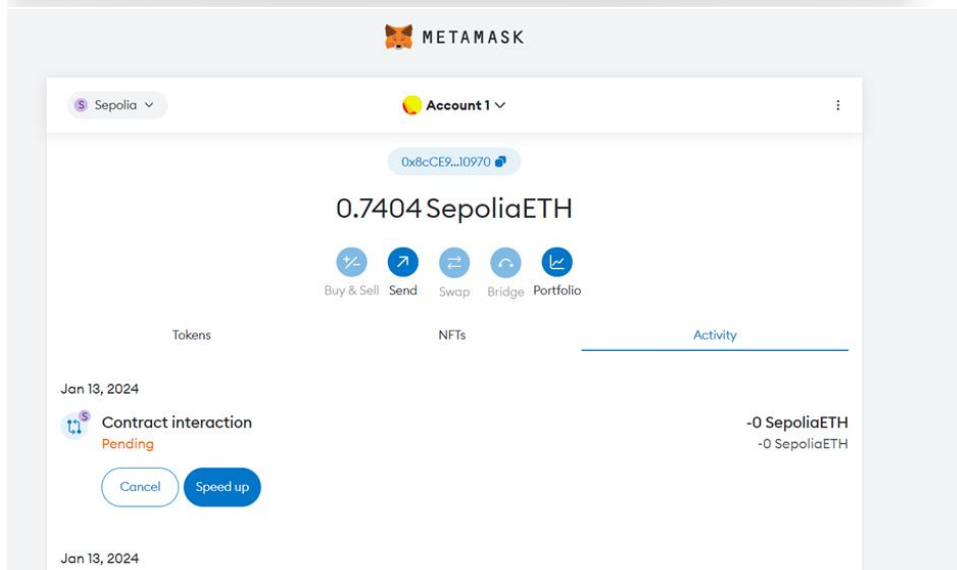 METAMASK
S Sepolia
Account 1
0x8cCE9...10970
0.7404 SepoliaETH
Buy & Sell Send Swap Bridge Portfolio
Tokens NFTs Activity
Jan 13, 2024
S
Contract interaction -0 SepoliaETH
Pending -0 SepoliaETH
Cancel Speed up
Jan 13, 2024